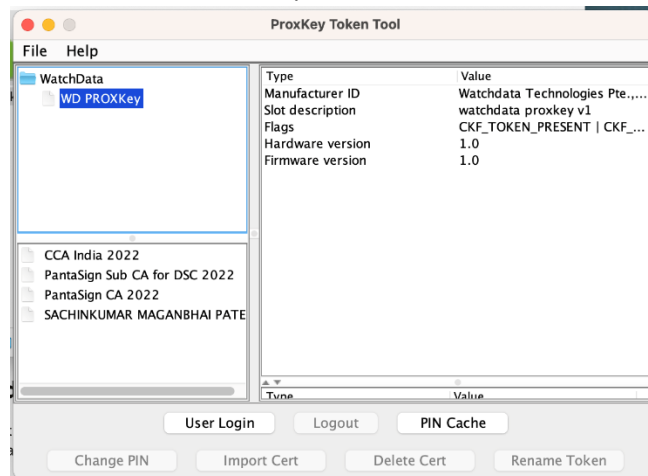 ProxKey Token Tool
File Help
WatchData
WD PROXKey
Type Value
Manufacturer ID Watchdata Technologies Pte.,...
Slot description watchdata proxkey v1
Flags CKF_TOKEN_PRESENT | CKF_...
Hardware version 1.0
Firmware version 1.0
CCA India 2022
PantaSign Sub CA for DSC 2022
PantaSign CA 2022
SACHINKUMAR MAGANBHAI PATE
Type Value
User Login Logout PIN Cache
Change PIN Import Cert Delete Cert Rename Token